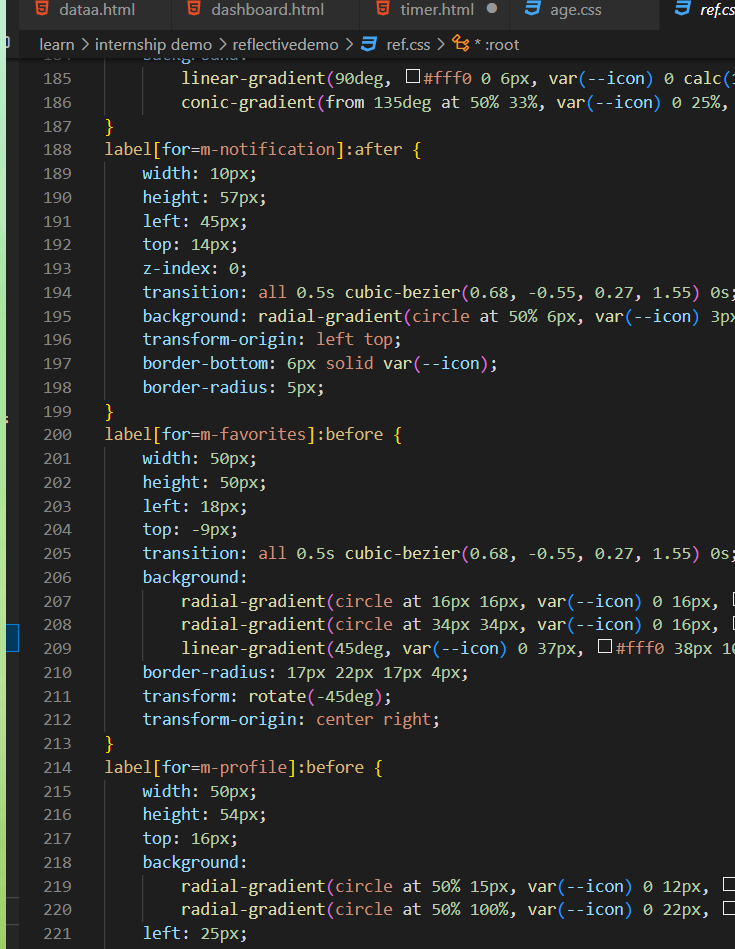 dataa.html dashboard.html timer.html age.css ref.css
learn > internship demo > reflectivedemo > ref.css > * :root
185 linear-gradient(90deg, #fff0 0 6px, var(--icon) 0 calc(
186 conic-gradient(from 135deg at 50% 33%, var(--icon) 0 25%,
187 }
188 label[for=m-notification]:after {
189 width: 10px;
190 height: 57px;
191 left: 45px;
192 top: 14px;
193 z-index: 0;
194 transition: all 0.5s cubic-bezier(0.68, -0.55, 0.27, 1.55) 0s;
195 background: radial-gradient(circle at 50% 6px, var(--icon) 3px
196 transform-origin: left top;
197 border-bottom: 6px solid var(--icon);
198 border-radius: 5px;
199 }
200 label[for=m-favorites]:before {
201 width: 50px;
202 height: 50px;
203 left: 18px;
204 top: -9px;
205 transition: all 0.5s cubic-bezier(0.68, -0.55, 0.27, 1.55) 0s;
206 background:
207 radial-gradient(circle at 16px 16px, var(--icon) 0 16px,
208 radial-gradient(circle at 34px 34px, var(--icon) 0 16px,
209 linear-gradient(45deg, var(--icon) 0 37px, #fff0 38px
210 border-radius: 17px 22px 17px 4px;
211 transform: rotate(-45deg);
212 transform-origin: center right;
213 }
214 label[for=m-profile]:before {
215 width: 50px;
216 height: 54px;
217 top: 16px;
218 background:
219 radial-gradient(circle at 50% 15px, var(--icon) 0 12px,
220 radial-gradient(circle at 50% 100%, var(--icon) 0 22px,
221 left: 25px;